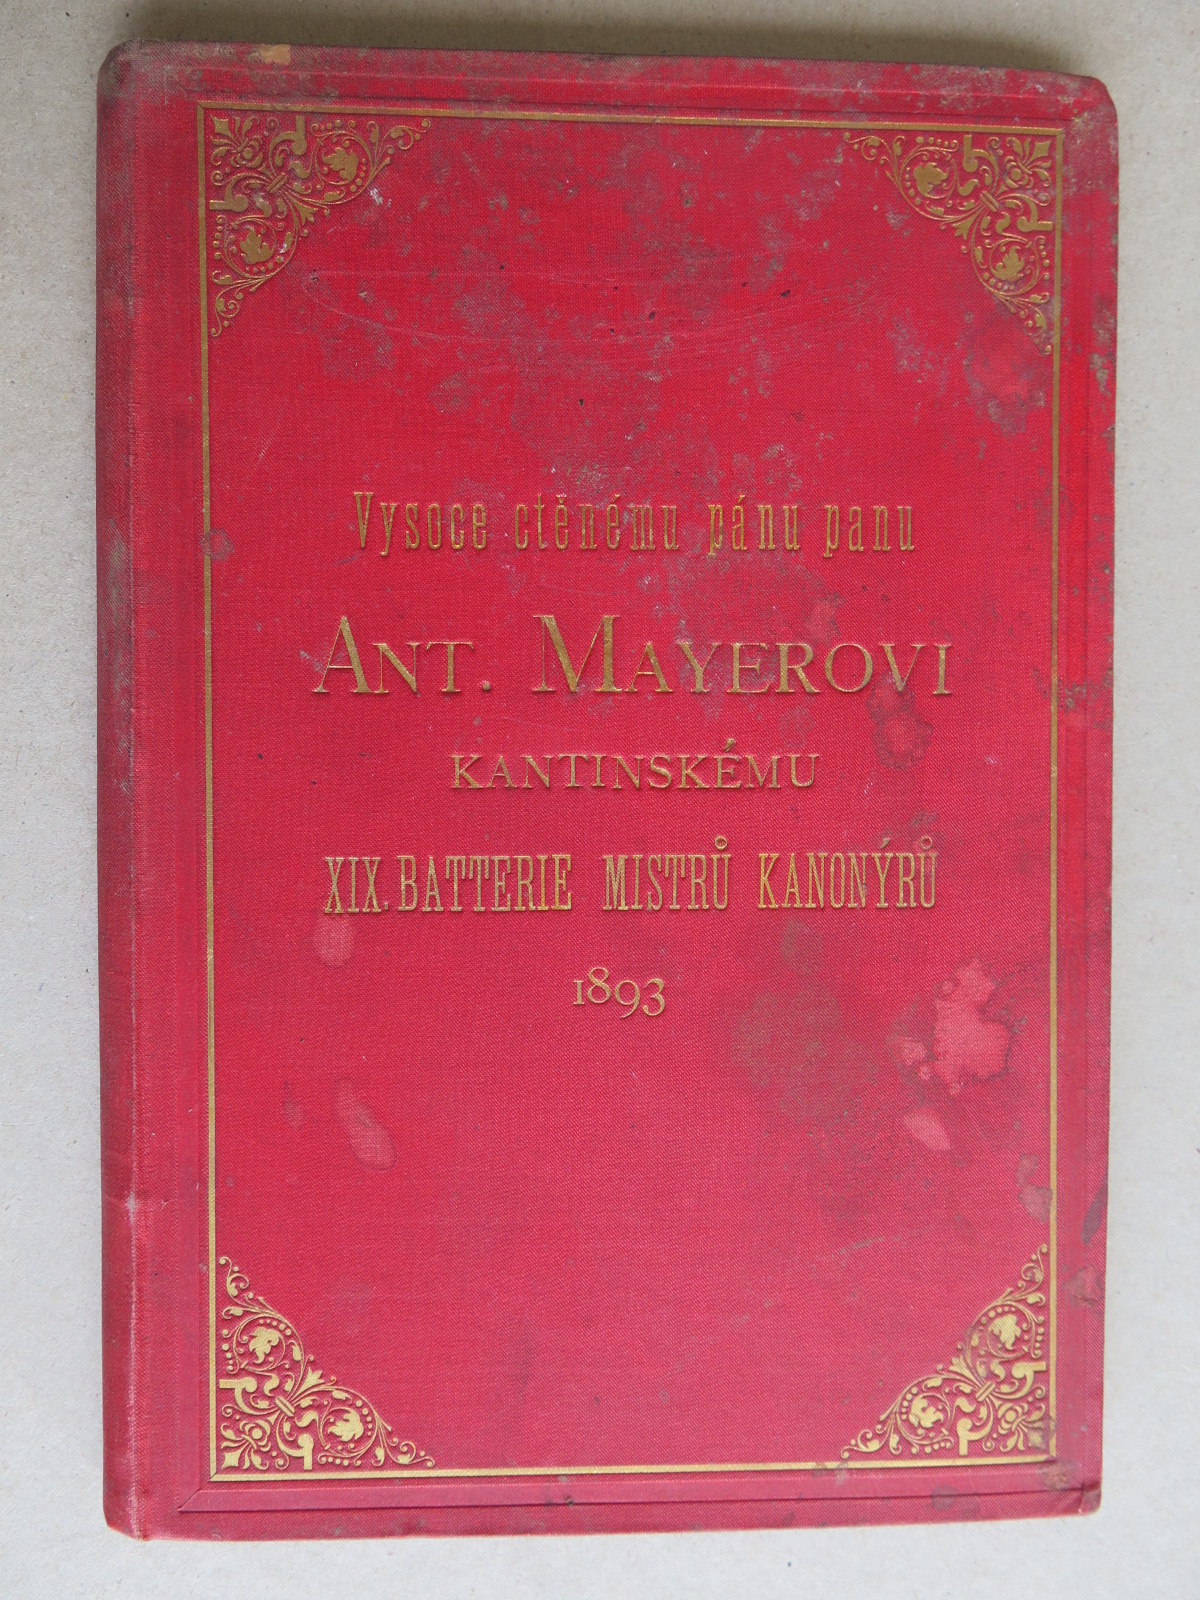 Vysoce ctěnému pánu panu
ANT. MAYEROVI
KANTINSKÉMU
XIX. BATTERIE MISTRŮ KANONÝRŮ
1893